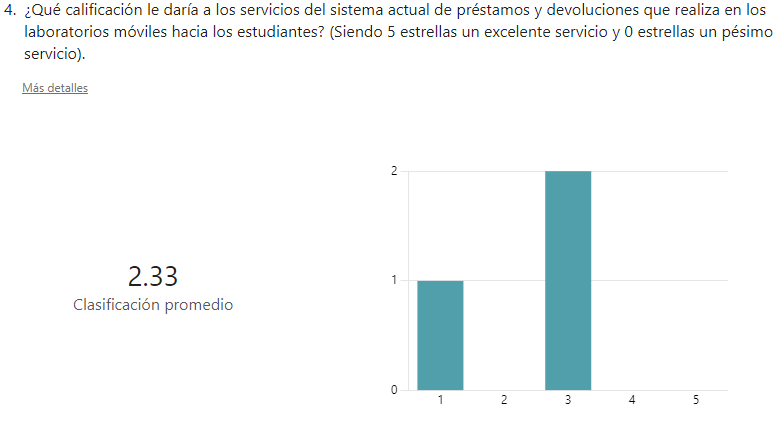 4. ¿Qué calificación le daría a los servicios del sistema actual de préstamos y devoluciones que realiza en los
laboratorios móviles hacia los estudiantes? (Siendo 5 estrellas un excelente servicio y 0 estrellas un pésimo
servicio).
Más detalles
2.33
Clasificación promedio
2
1
0
1 2 3 4 5